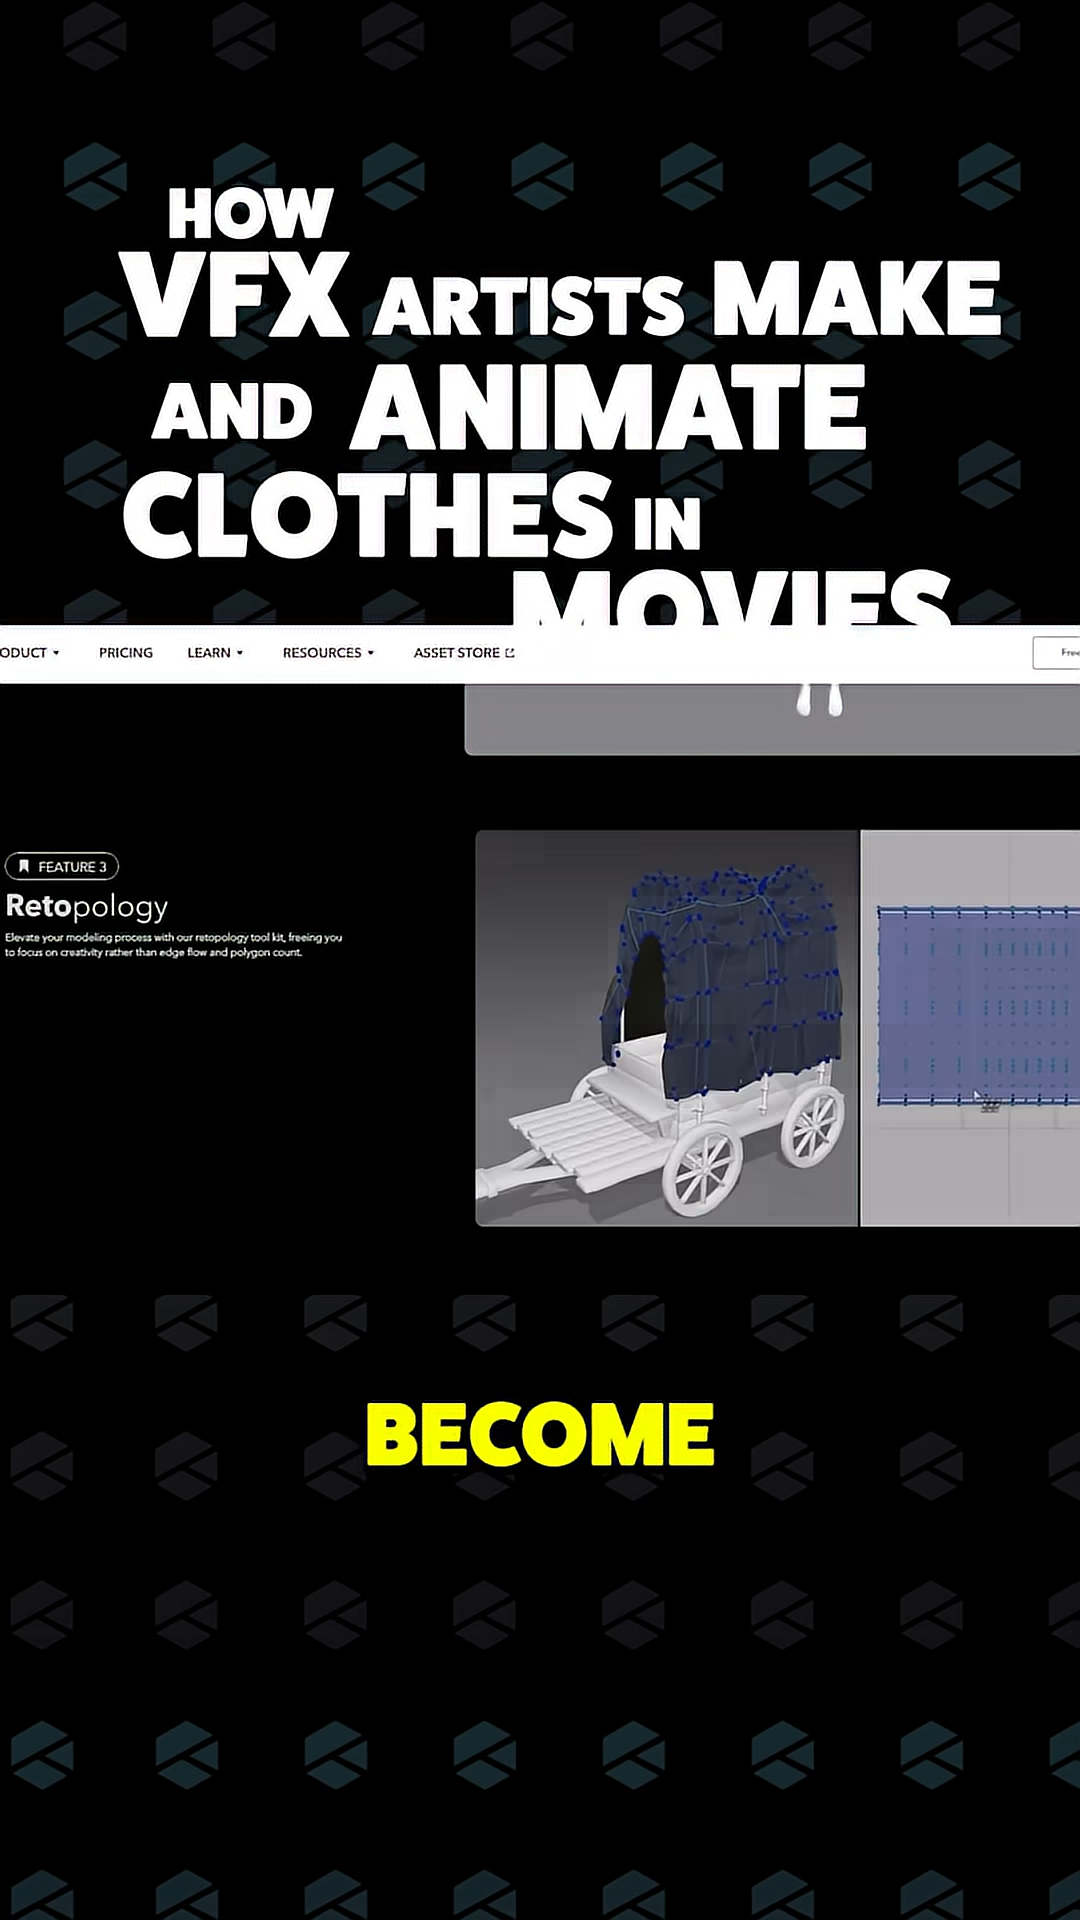 HOW
VFX ARTISTS MAKE
AND ANIMATE
CLOTHES IN
MOVIES
ODUCT PRICING LEARN RESOURCES ASSET STORE Free
FEATURE 3
Retopology
Elevate your modeling process with our retopology tool kit, freeing you
to focus on creativity rather than edge flow and polygon count.
BECOME